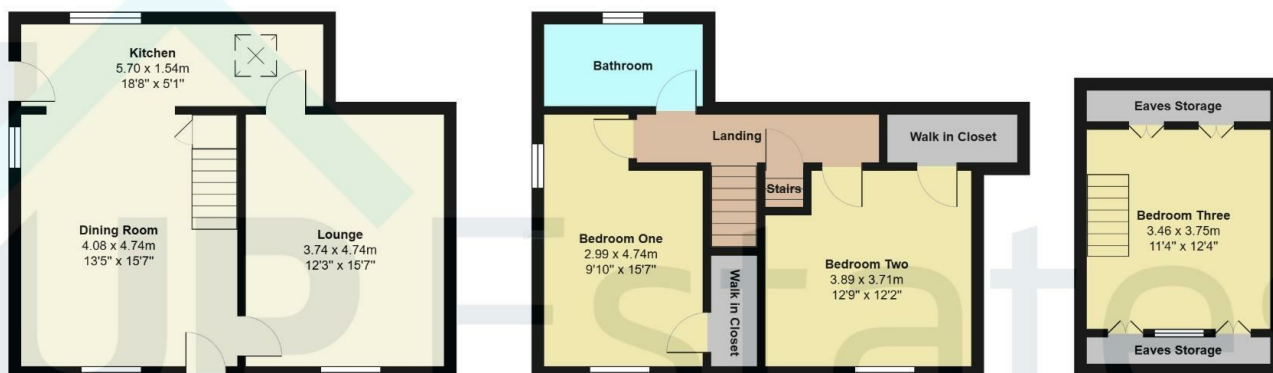 Kitchen
5.70 x 1.54m
18'8" x 5'1"
Dining Room
4.08 x 4.74m
13'5" x 15'7"
Lounge
3.74 x 4.74m
12'3" x 15'7"
Bathroom
Landing
Walk in Closet
Stairs
Bedroom One
2.99 x 4.74m
9'10" x 15'7"
Walk in Closet
Bedroom Two
3.89 x 3.71m
12'9" x 12'2"
Eaves Storage
Bedroom Three
3.46 x 3.75m
11'4" x 12'4"
Eaves Storage
UP Estates